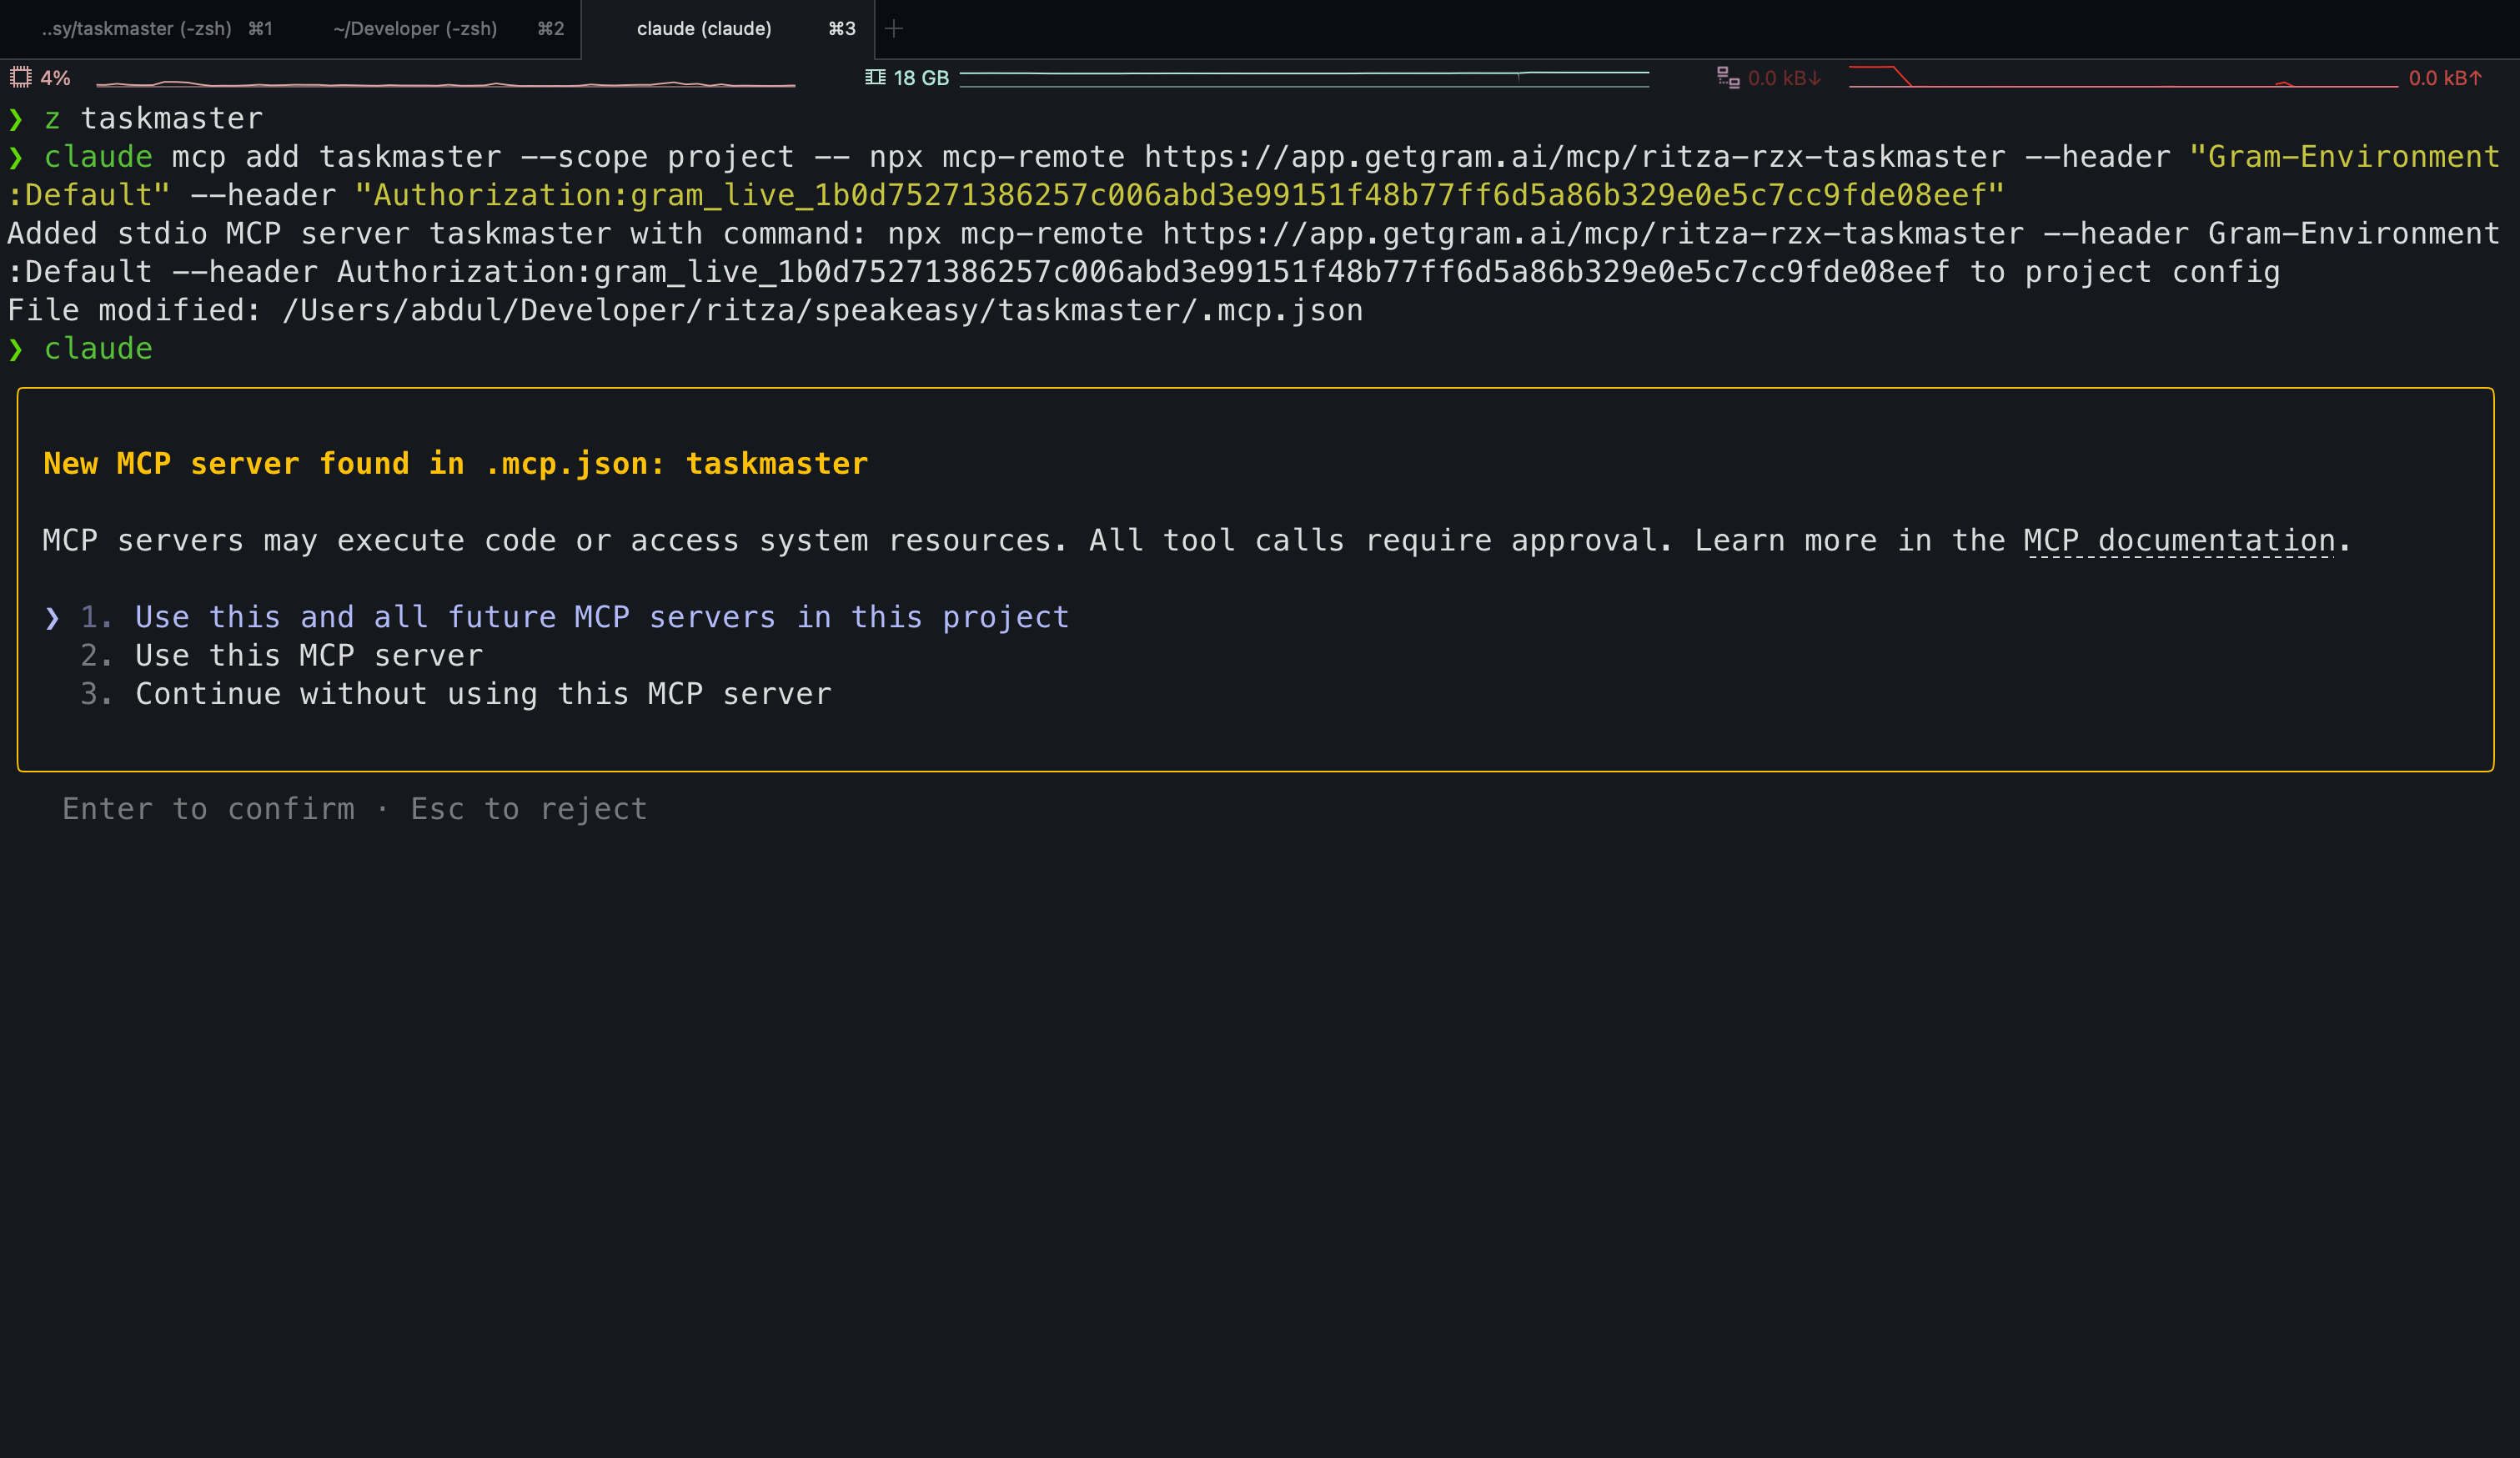 ..sy/taskmaster (-zsh) ⌘1 ~/Developer (-zsh) ⌘2 claude (claude) ⌘3
4% 18 GB 0.0 kB↓ 0.0 kB↑
❯ z taskmaster
❯ claude mcp add taskmaster --scope project -- npx mcp-remote https://app.getgram.ai/mcp/ritza-rzx-taskmaster --header "Gram-Environment
:Default" --header "Authorization:gram_live_1b0d75271386257c006abd3e99151f48b77ff6d5a86b329e0e5c7cc9fde08eef"
Added stdio MCP server taskmaster with command: npx mcp-remote https://app.getgram.ai/mcp/ritza-rzx-taskmaster --header Gram-Environment
:Default --header Authorization:gram_live_1b0d75271386257c006abd3e99151f48b77ff6d5a86b329e0e5c7cc9fde08eef to project config
File modified: /Users/abdul/Developer/ritza/speakeasy/taskmaster/.mcp.json
❯ claude
New MCP server found in .mcp.json: taskmaster
MCP servers may execute code or access system resources. All tool calls require approval. Learn more in the MCP documentation.
❯ 1. Use this and all future MCP servers in this project
2. Use this MCP server
3. Continue without using this MCP server
Enter to confirm · Esc to reject